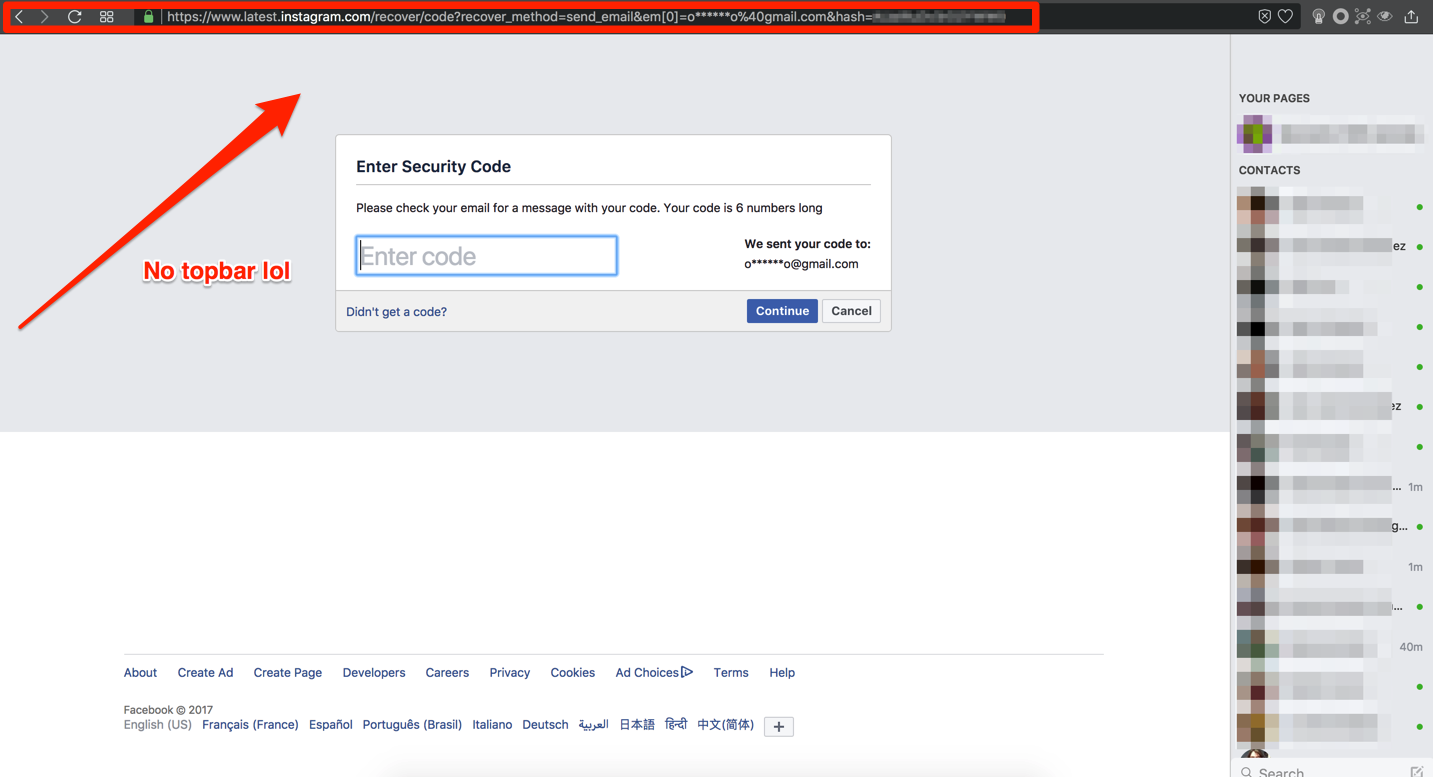 https://www.latest.instagram.com/recover/code?recover_method=send_email&em[0]=o******o%40gmail.com&hash=
No topbar lol
Enter Security Code
Please check your email for a message with your code. Your code is 6 numbers long
Enter code
We sent your code to:
o******o@gmail.com
Didn't get a code?
Continue
Cancel
YOUR PAGES
CONTACTS
ez
ez
... 1m
g...
1m
...
40m
Search
About Create Ad Create Page Developers Careers Privacy Cookies Ad Choices Terms Help
Facebook © 2017
English (US) Français (France) Español Português (Brasil) Italiano Deutsch العربية 日本語 हिन्दी 中文(简体) +